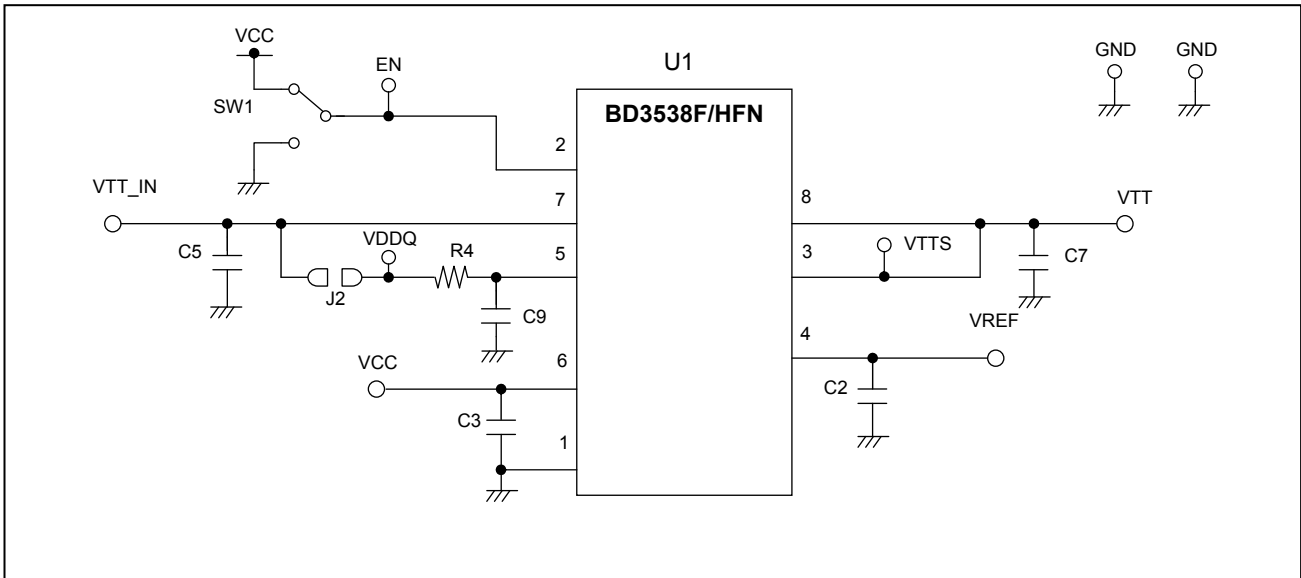 VCC
EN
SW1
U1
BD3538F/HFN
GND
GND
2
VTT_IN
7
8
VTT
C5
VDDQ
R4
5
3
VTTS
C7
J2
C9
4
VREF
VCC
6
C2
C3
1